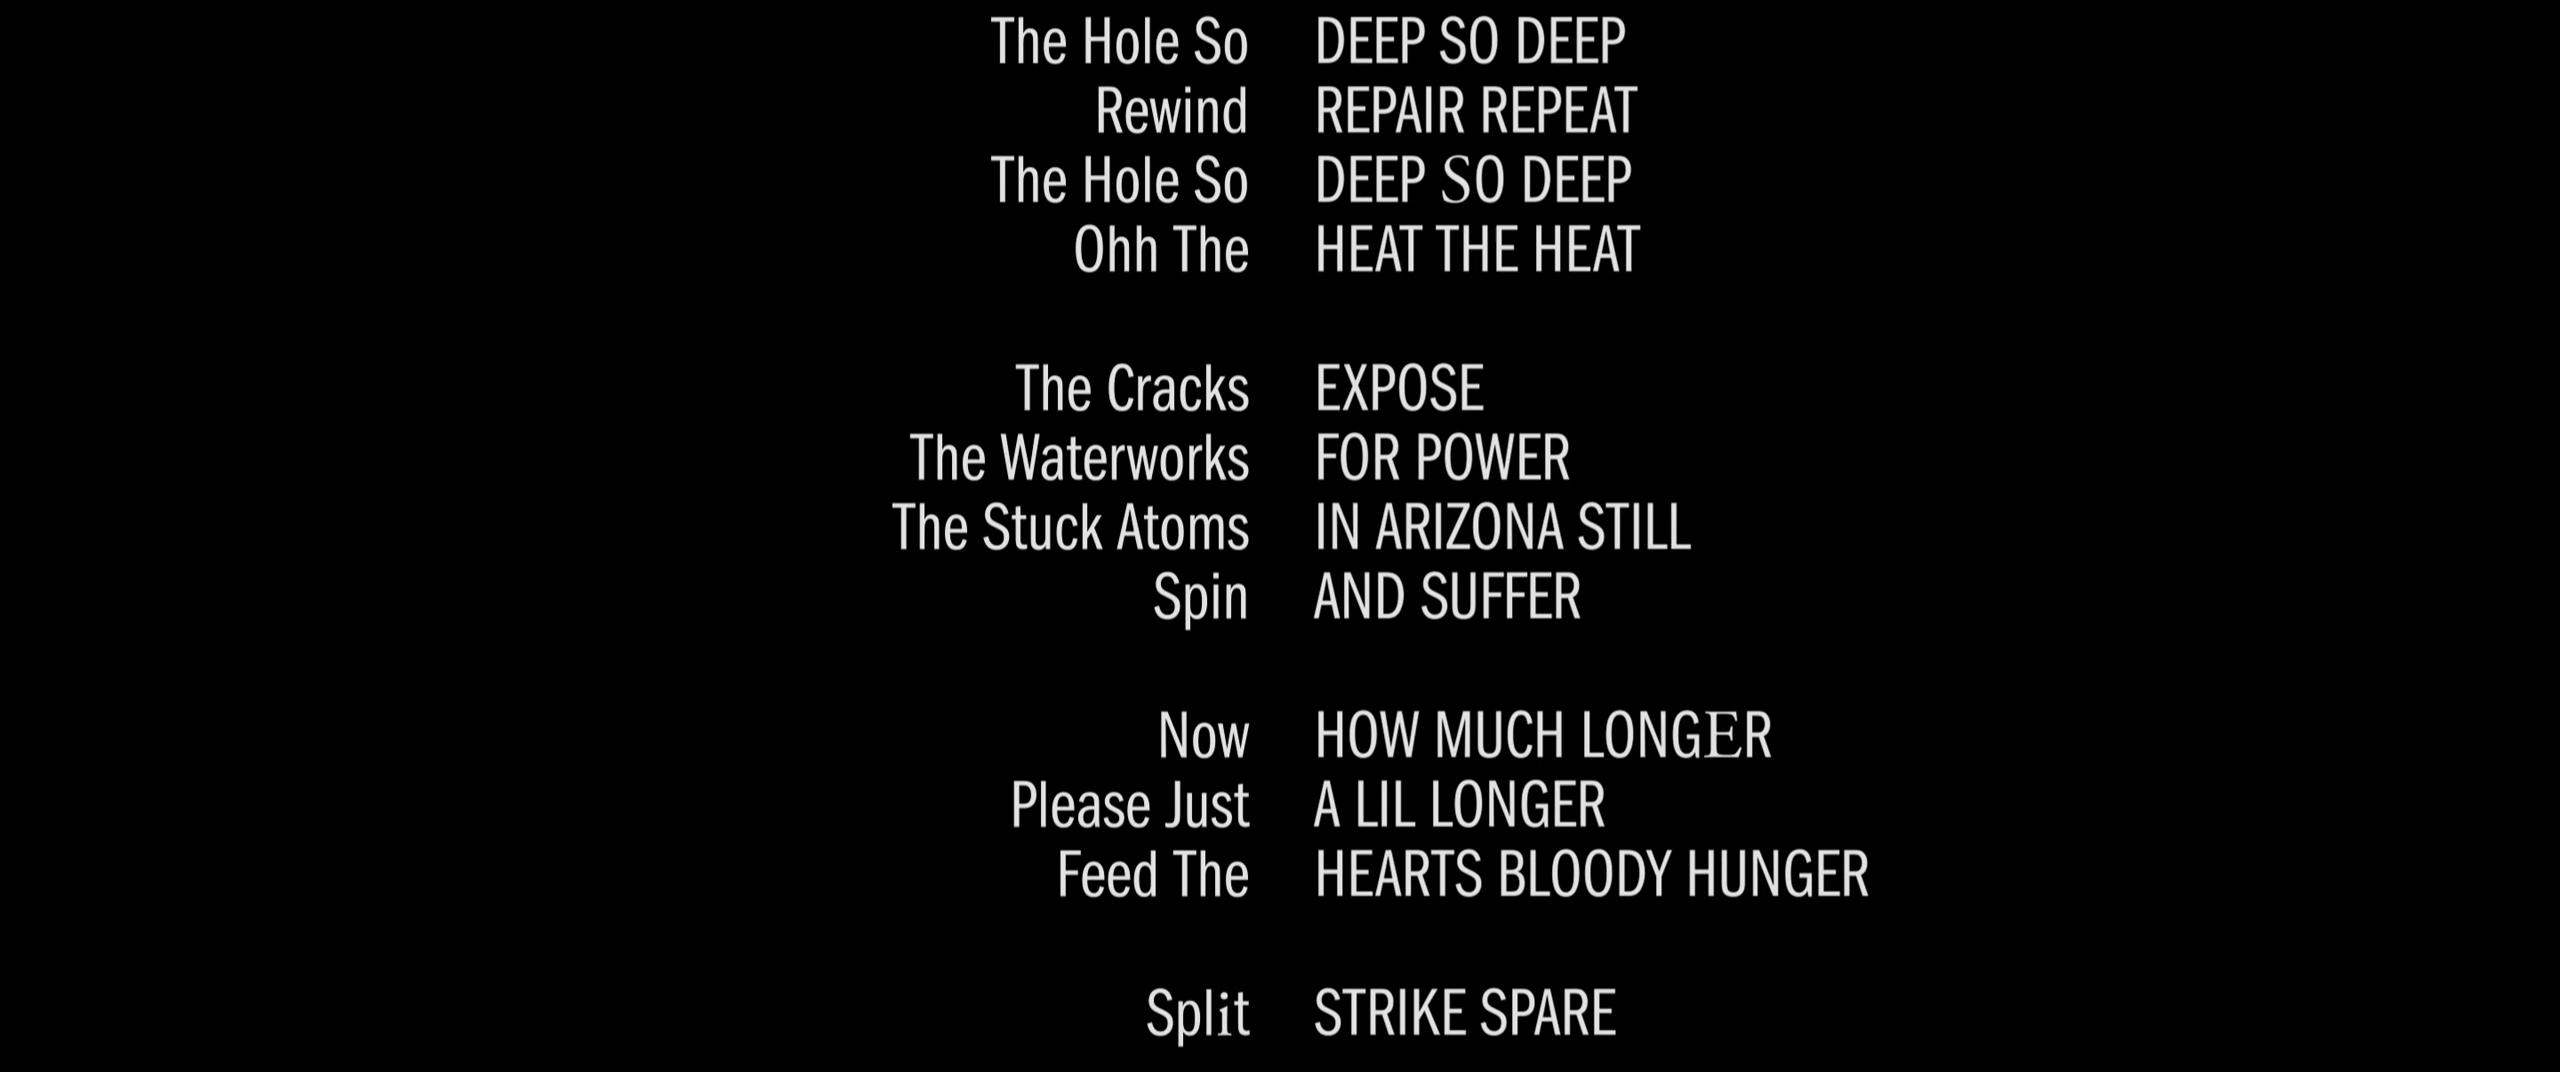 The Hole So DEEP SO DEEP
Rewind REPAIR REPEAT
The Hole So DEEP SO DEEP
Ohh The HEAT THE HEAT
The Cracks EXPOSE
The Waterworks FOR POWER
The Stuck Atoms IN ARIZONA STILL
Spin AND SUFFER
Now HOW MUCH LONGER
Please Just A LIL LONGER
Feed The HEARTS BLOODY HUNGER
Split STRIKE SPARE